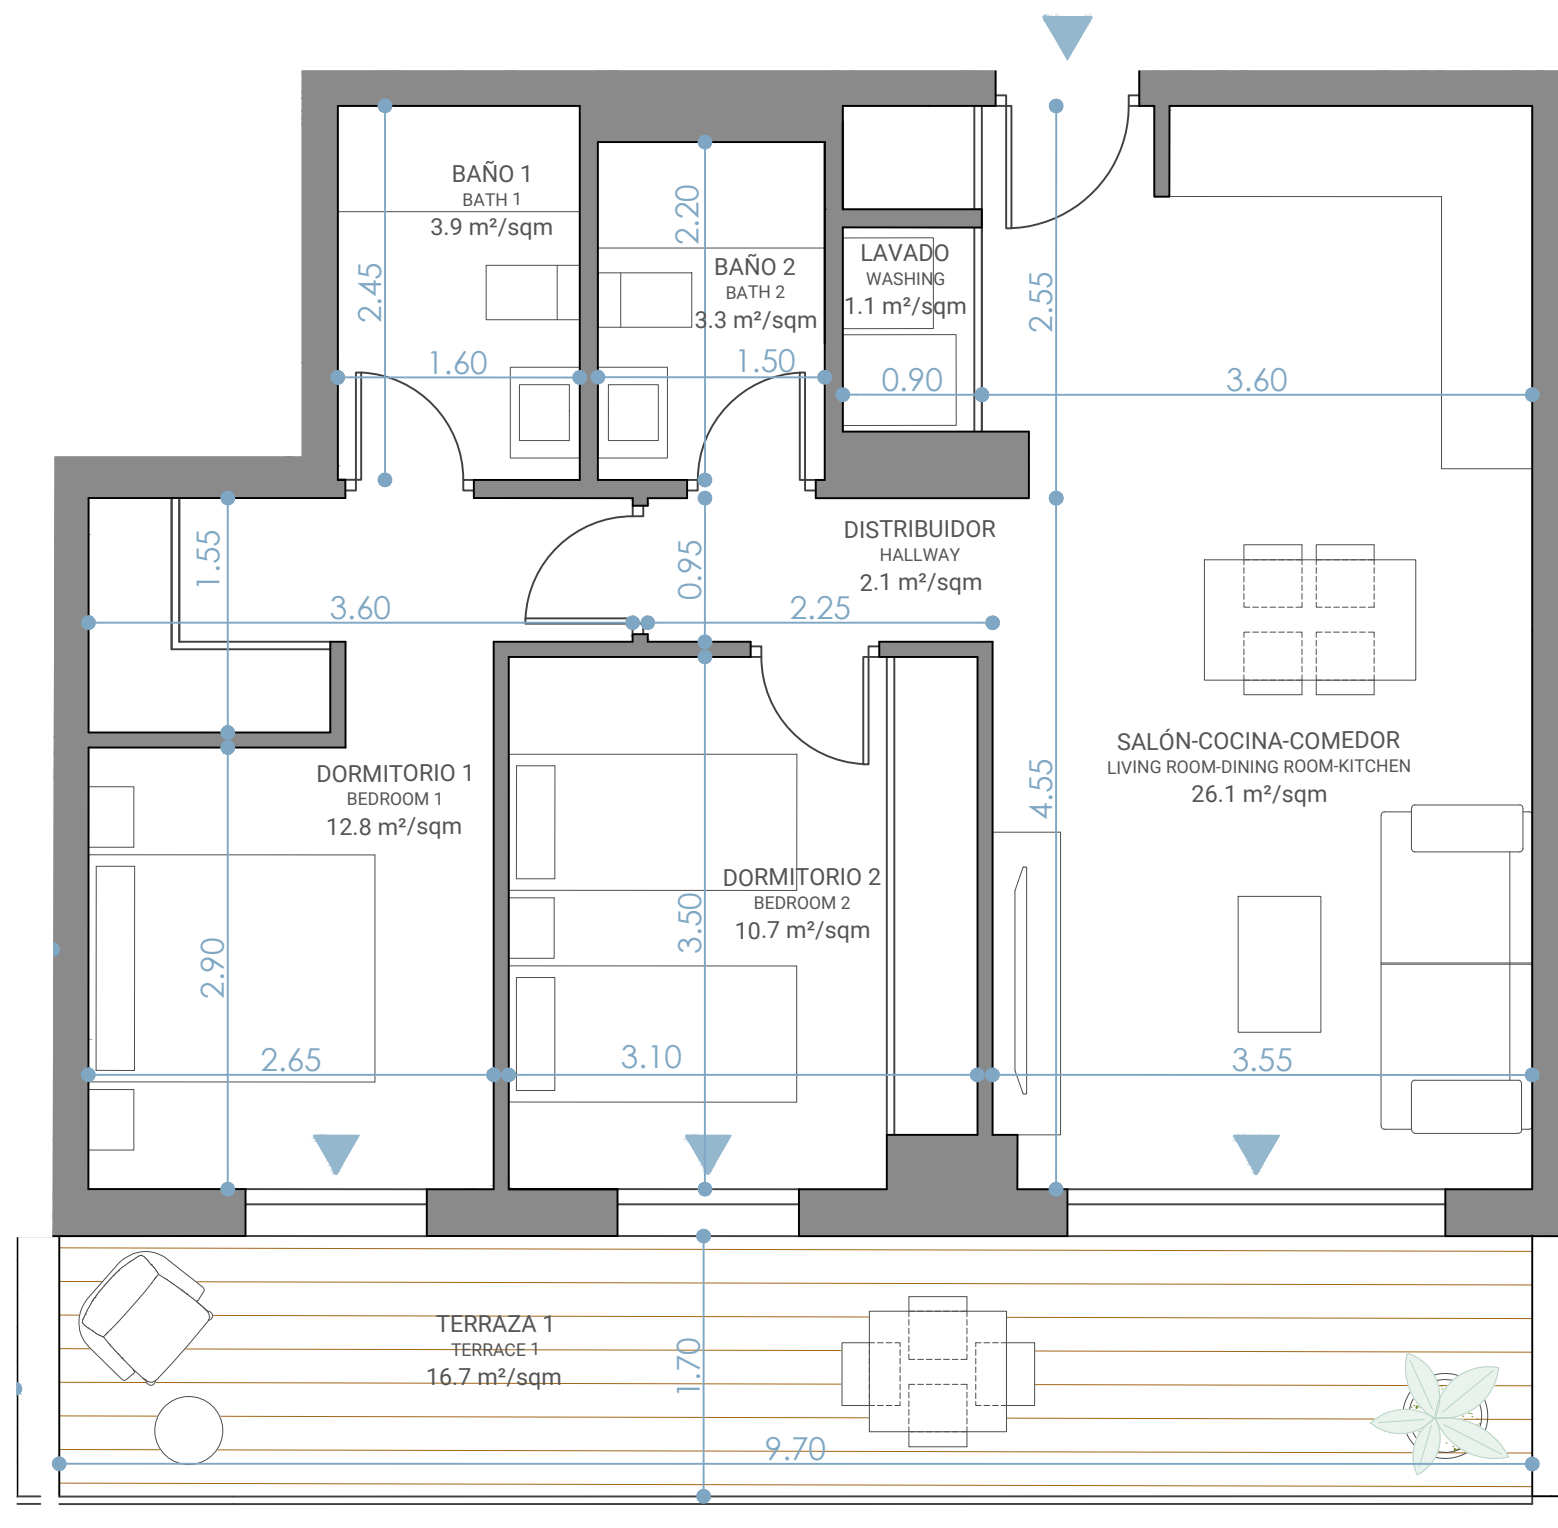 BAÑO 1
BATH 1
3.9 m²/sqm
2.45
1.60
2.20
BAÑO 2
BATH 2
3.3 m²/sqm
1.50
LAVADO
WASHING
1.1 m²/sqm
0.90
2.55
3.60
1.55
3.60
0.95
DISTRIBUIDOR
HALLWAY
2.1 m²/sqm
2.25
SALÓN-COCINA-COMEDOR
LIVING ROOM-DINING ROOM-KITCHEN
26.1 m²/sqm
4.55
DORMITORIO 1
BEDROOM 1
12.8 m²/sqm
2.90
2.65
DORMITORIO 2
BEDROOM 2
10.7 m²/sqm
3.50
3.10
3.55
TERRAZA 1
TERRACE 1
16.7 m²/sqm
1.70
9.70